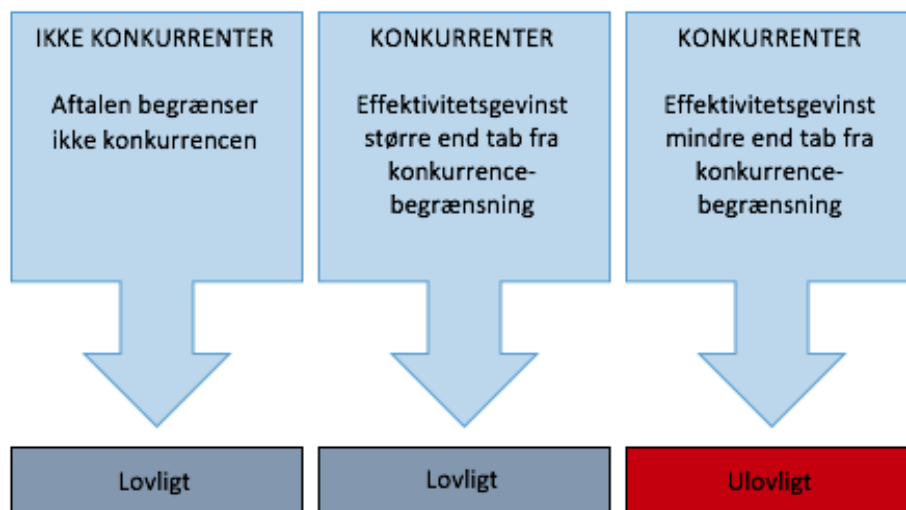 IKKE KONKURRENTER
Aftalen begrænser
ikke konkurrencen
KONKURRENTER
Effektivitetsgevinst
større end tab fra
konkurrence-
begrænsning
KONKURRENTER
Effektivitetsgevinst
mindre end tab fra
konkurence-
begrænsning
Lovligt
Lovligt
Ulovligt